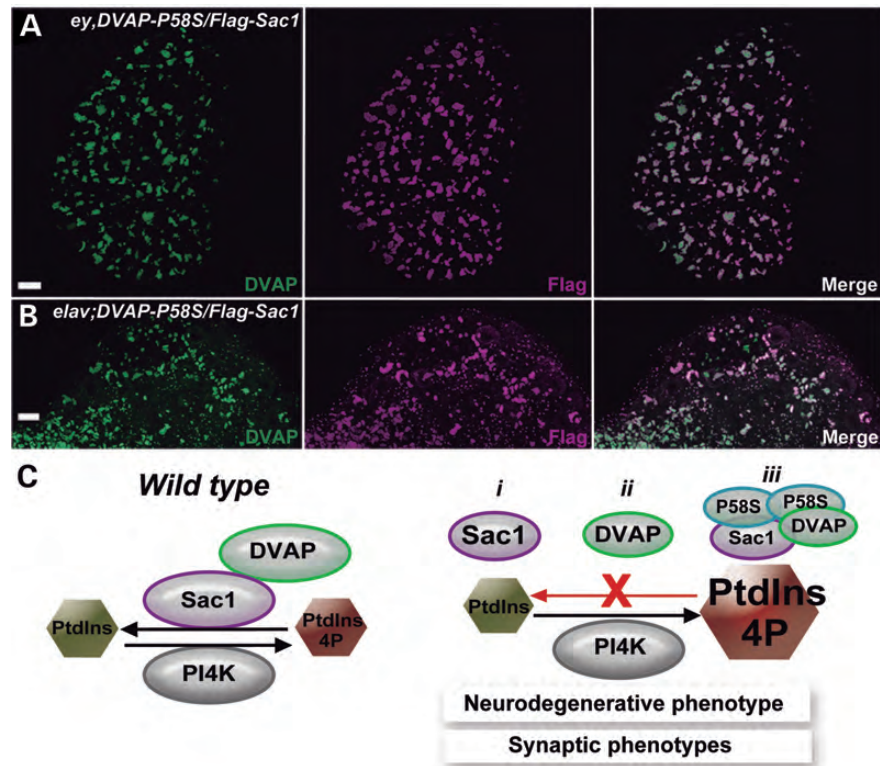 A
ey,DVAP-P58S/Flag-Sac1
DVAP
Flag
Merge
B
elav;DVAP-P58S/Flag-Sac1
DVAP
Flag
Merge
C
Wild type
DVAP
Sac1
PtdIns
PtdIns
4P
PI4K
i
ii
iii
Sac1
DVAP
P58S
P58S
Sac1
DVAP
PtdIns
X
PtdIns
4P
PI4K
Neurodegenerative phenotype
Synaptic phenotypes